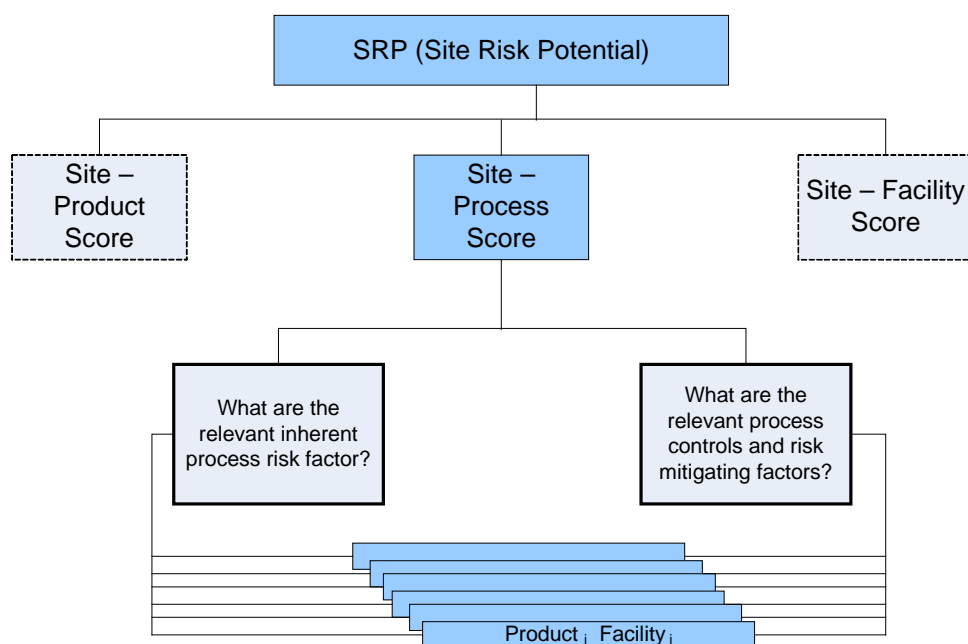 SRP (Site Risk Potential)
Site –
Product
Score
Site –
Process
Score
Site – Facility
Score
What are the
relevant inherent
process risk factor?
What are the
relevant process
controls and risk
mitigating factors?
Product i Facility j